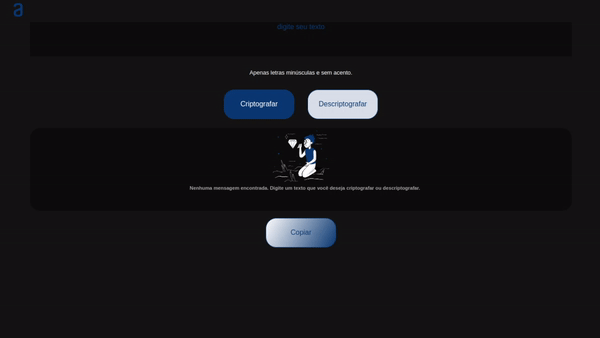 a
digite seu texto
Apenas letras minúsculas e sem acento.
Criptografar
Descriptografar
Nenhuma mensagem encontrada. Digite um texto que você deseja criptografar ou descriptografar.
Copiar